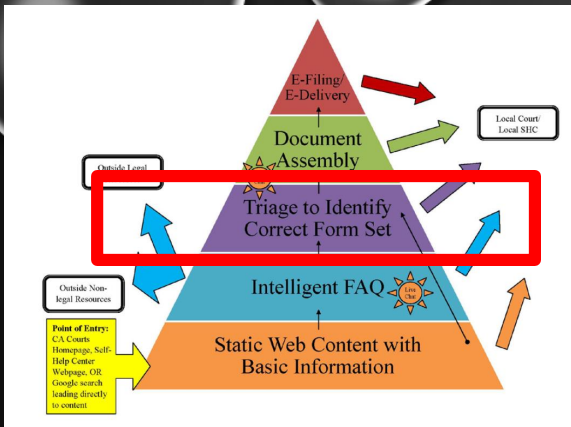 E-Filing/
E-Delivery
Document
Assembly
Local Court/
Local SHC
Outside Legal
Triage to Identify
Correct Form Set
Outside Non-
legal Resources
Intelligent FAQ
Live
Chat
Point of Entry:
CA Courts
Homepage, Self-
Help Center
Webpage, OR
Google search
leading directly
to content
Static Web Content with
Basic Information